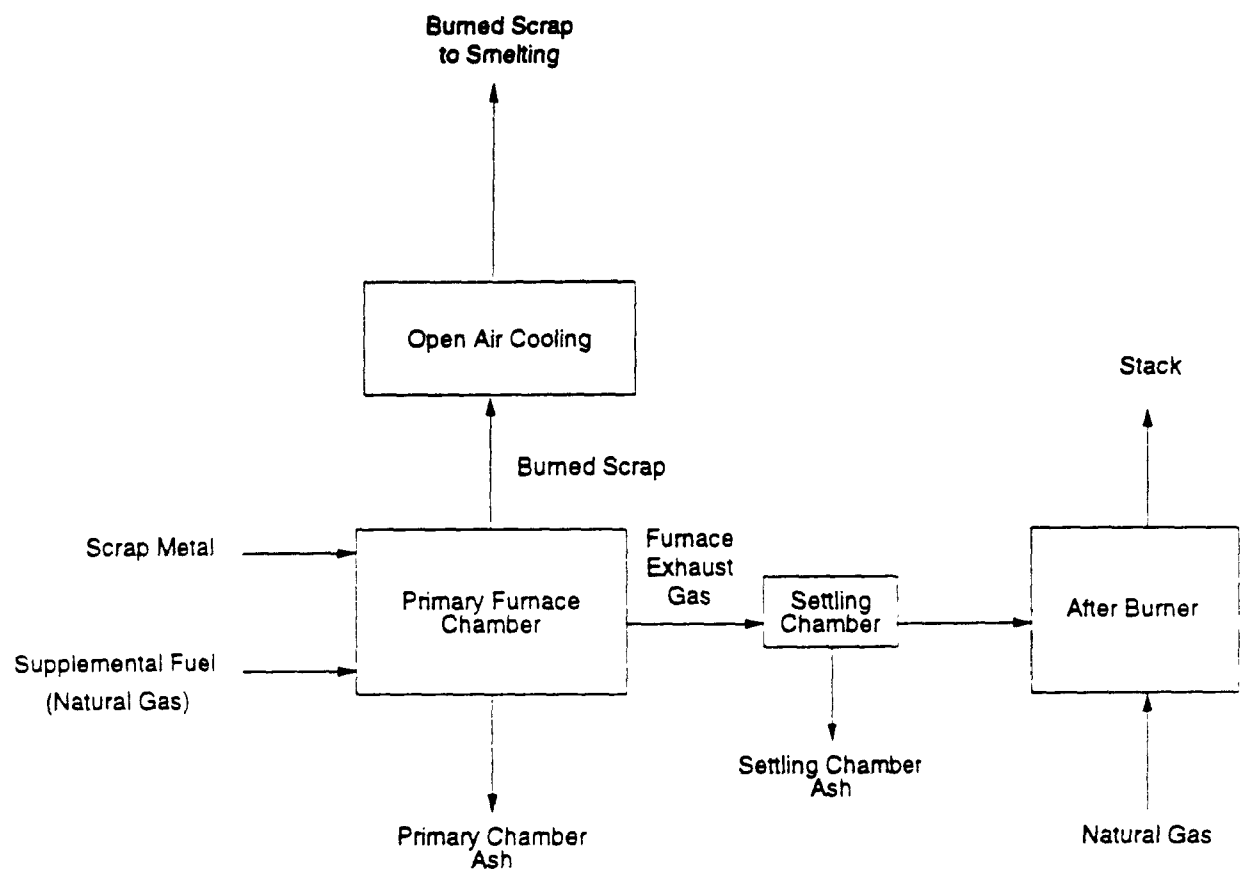 Burned Scrap
to Smelting
Open Air Cooling
Stack
Burned Scrap
Scrap Metal
Furnace
Exhaust
Gas
Primary Furnace
Chamber
Settling
Chamber
After Burner
Supplemental Fuel
(Natural Gas)
Settling Chamber
Ash
Primary Chamber
Ash
Natural Gas